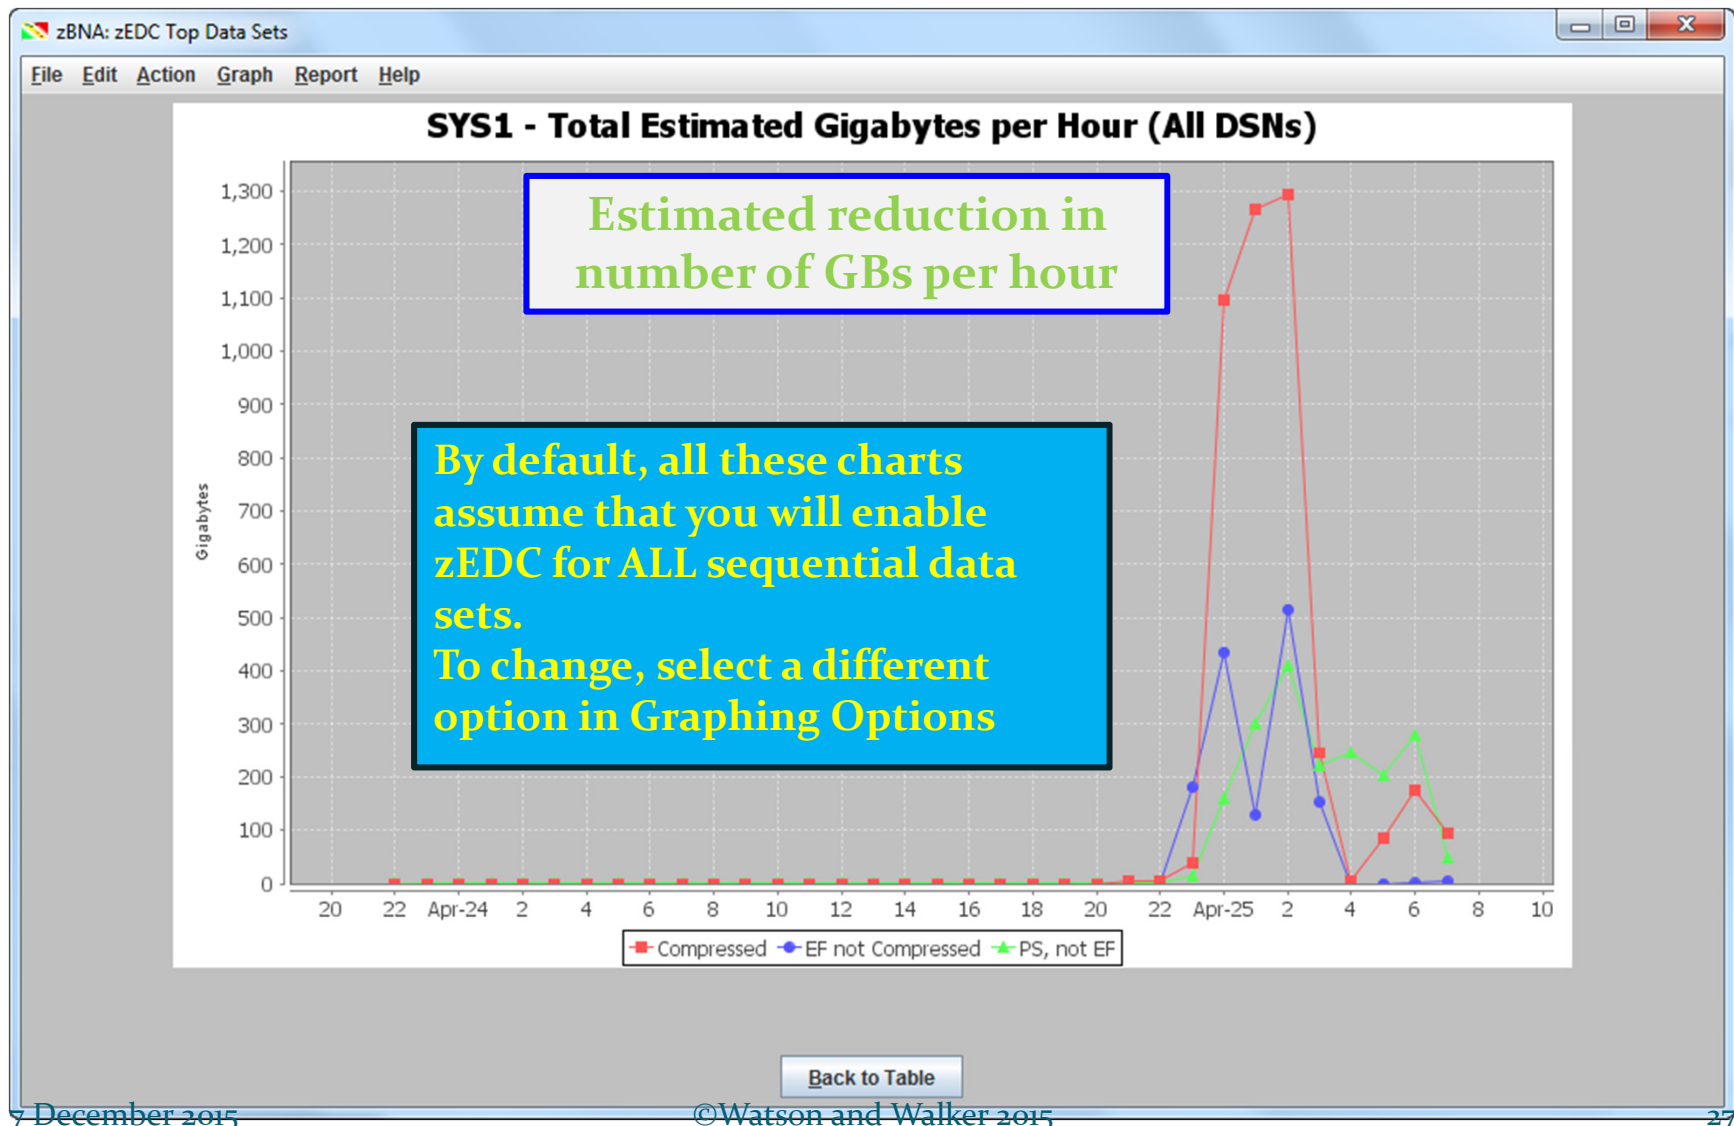 zBNA: zEDC Top Data Sets
File Edit Action Graph Report Help
SYS1 - Total Estimated Gigabytes per Hour (All DSNs)
Estimated reduction in
number of GBs per hour
By default, all these charts
assume that you will enable
zEDC for ALL sequential data
sets.
To change, select a different
option in Graphing Options
Gigabytes
1,300
1,200
1,100
1,000
900
800
700
600
500
400
300
200
100
0
20 22 Apr-24 2 4 6 8 10 12 14 16 18 20 22 Apr-25 2 4 6 8 10
Compressed EF not Compressed PS, not EF
Back to Table
7 December 2015 ©Watson and Walker 2015 27